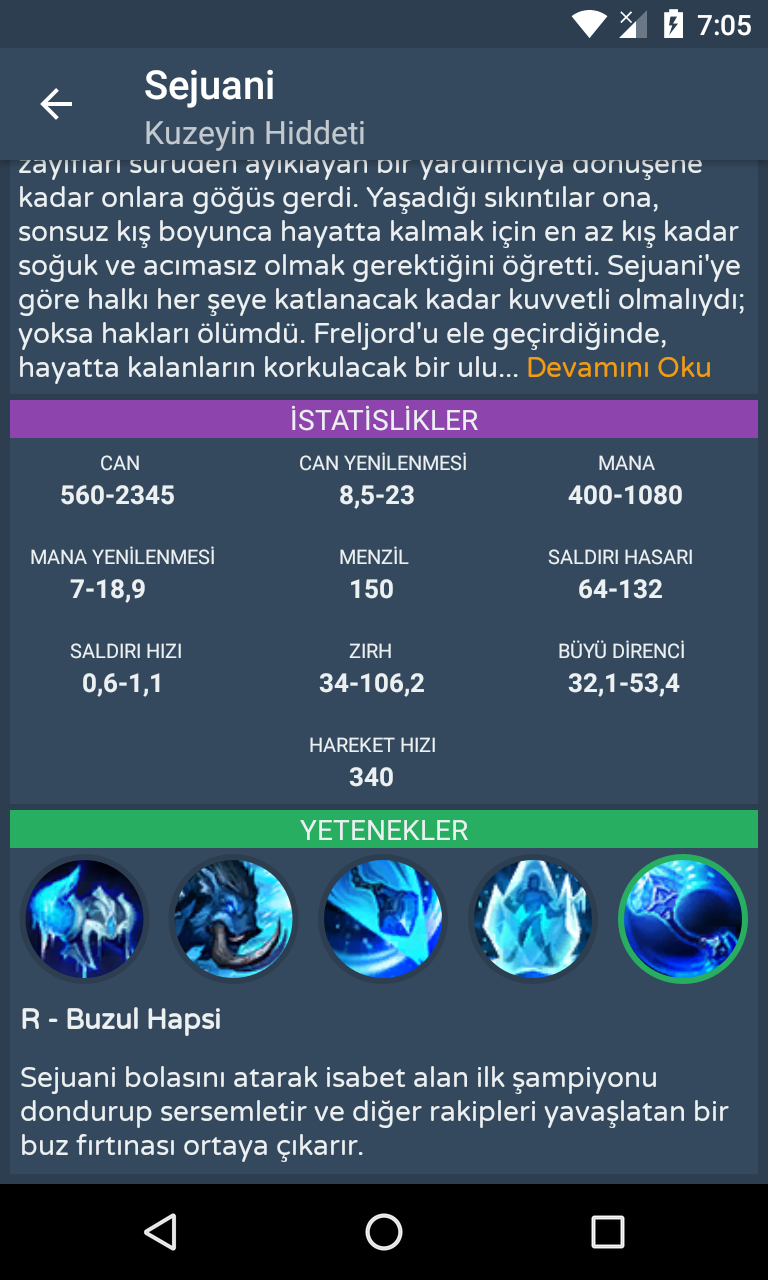 7:05
Sejuani
Kuzeyin Hiddeti
zayıfları sürüden ayıklayan bir yardımcıya dönüşene
kadar onlara göğüs gerdi. Yaşadığı sıkıntılar ona,
sonsuz kış boyunca hayatta kalmak için en az kış kadar
soğuk ve acımasız olmak gerektiğini öğretti. Sejuani'ye
göre halkı her şeye katlanacak kadar kuvvetli olmalıydı;
yoksa hakları ölümdü. Freljord'u ele geçirdiğinde,
hayatta kalanların korkulacak bir ulu... Devamını Oku
İSTATİSLİKLER
CAN CAN YENİLENMESİ MANA
560-2345 8,5-23 400-1080
MANA YENİLENMESİ MENZİL SALDIRI HASARI
7-18,9 150 64-132
SALDIRI HIZI ZIRH BÜYÜ DİRENCİ
0,6-1,1 34-106,2 32,1-53,4
HAREKET HIZI
340
YETENEKLER
R - Buzul Hapsi
Sejuani bolasını atarak isabet alan ilk şampiyonu
dondurup sersemletir ve diğer rakipleri yavaşlatan bir
buz fırtınası ortaya çıkarır.